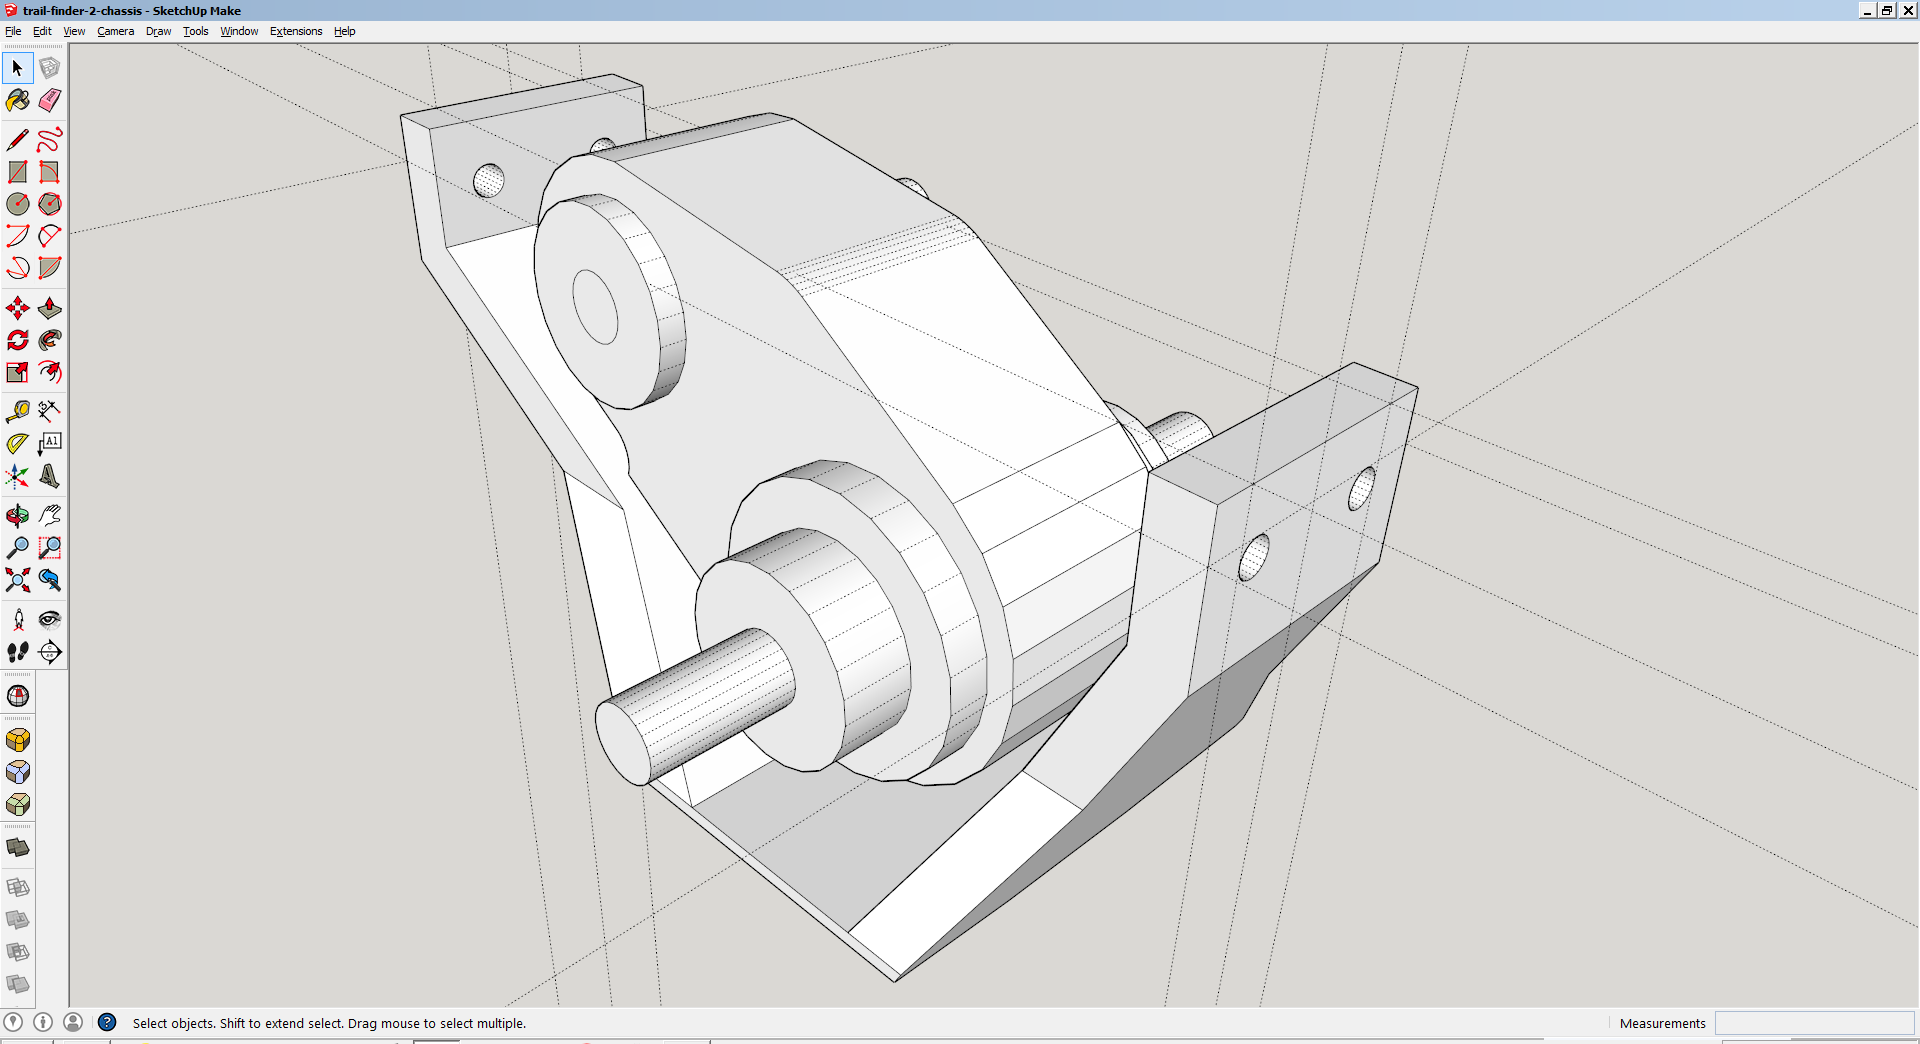 trail-finder-2-chassis - SketchUp Make
File Edit View Camera Draw Tools Window Extensions Help
A1
Select objects. Shift to extend select. Drag mouse to select multiple.
Measurements